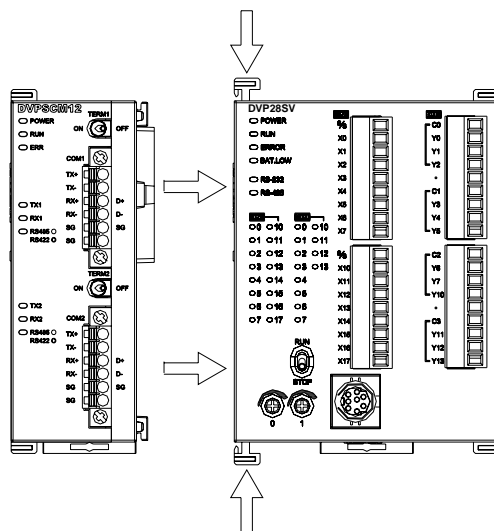 DVPSCM12
POWER
RUN
ERR
TERM1
ON OFF
COM1
TX+
TX-
RX+ D+
RX- D-
SG SG
SG
TX1
RX1
RS485
RS422
TERM2
ON OFF
COM2
TX+
TX-
RX+ D+
RX- D-
SG SG
SG
TX2
RX2
RS485
RS422
DVP28SV
POWER
RUN
ERROR
BAT.LOW
RS-232
RS-485
0 10 0 10
1 11 1 11
2 12 2 12
3 13 3 13
4 14 4
5 15 5
6 16 6
7 17 7
RUN
STOP
0 1
X0
X1
X2
X3
X4
X5
X6
X7
X10
X11
X12
X13
X14
X15
X16
X17
C0
Y0
Y1
Y2
•
C1
Y3
Y4
Y5
C2
Y6
Y7
Y10
•
C3
Y11
Y12
Y13